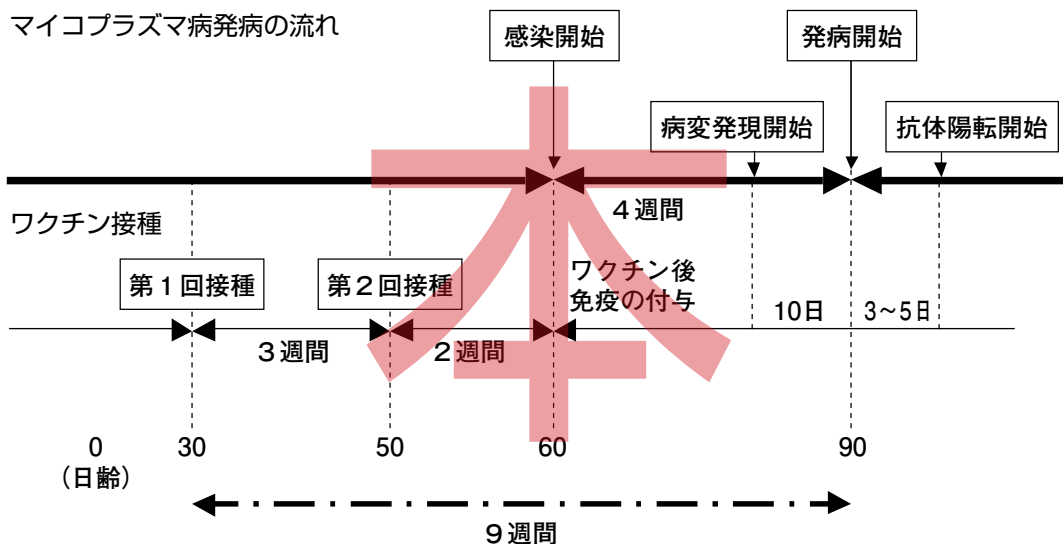 マイコプラズマ病発病の流れ
感染開始
発病開始
病変発現開始
抗体陽転開始
4週間
ワクチン接種
第1回接種
第2回接種
ワクチン後
免疫の付与
10日
3〜5日
3週間
2週間
0
30
50
60
90
（日齢）
9週間
本